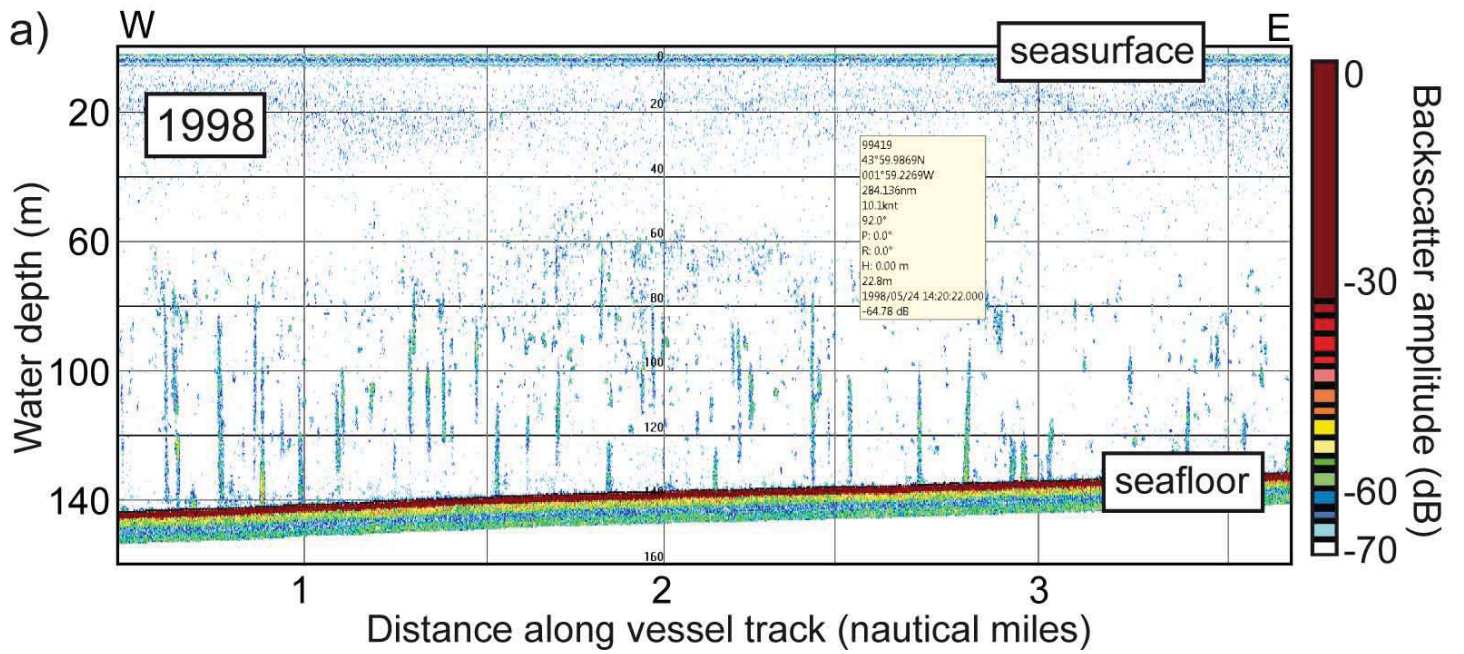 a)
W
E
seasurface
1998
0
20
40
60
80
100
120
140
160
99419
43°59.9869N
001°59.2269W
284.136nm
10.1knt
92.0°
P: 0.0°
R: 0.0°
H: 0.00 m
22.8m
1998/05/24 14:20:22.000
-64.78 dB
seafloor
20
60
100
140
Water depth (m)
1
2
3
Distance along vessel track (nautical miles)
0
-30
-60
-70
Backscatter amplitude (dB)